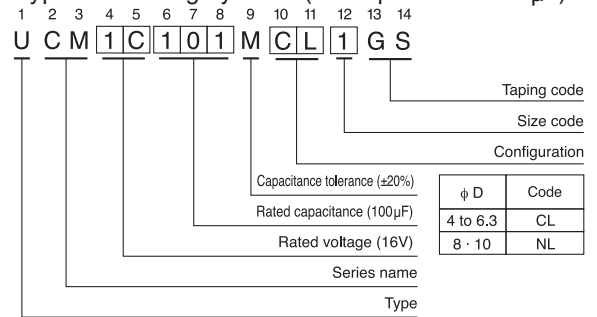 1 2 3 4 5 6 7 8 9 10 11 12 13 14
U C M 1 C 1 0 1 M C L 1 G S
Taping code
Size code
Configuration
Capacitance tolerance (±20%)
Rated capacitance (100µF)
Rated voltage (16V)
Series name
Type
ϕ D Code
4 to 6.3 CL
8 · 10 NL